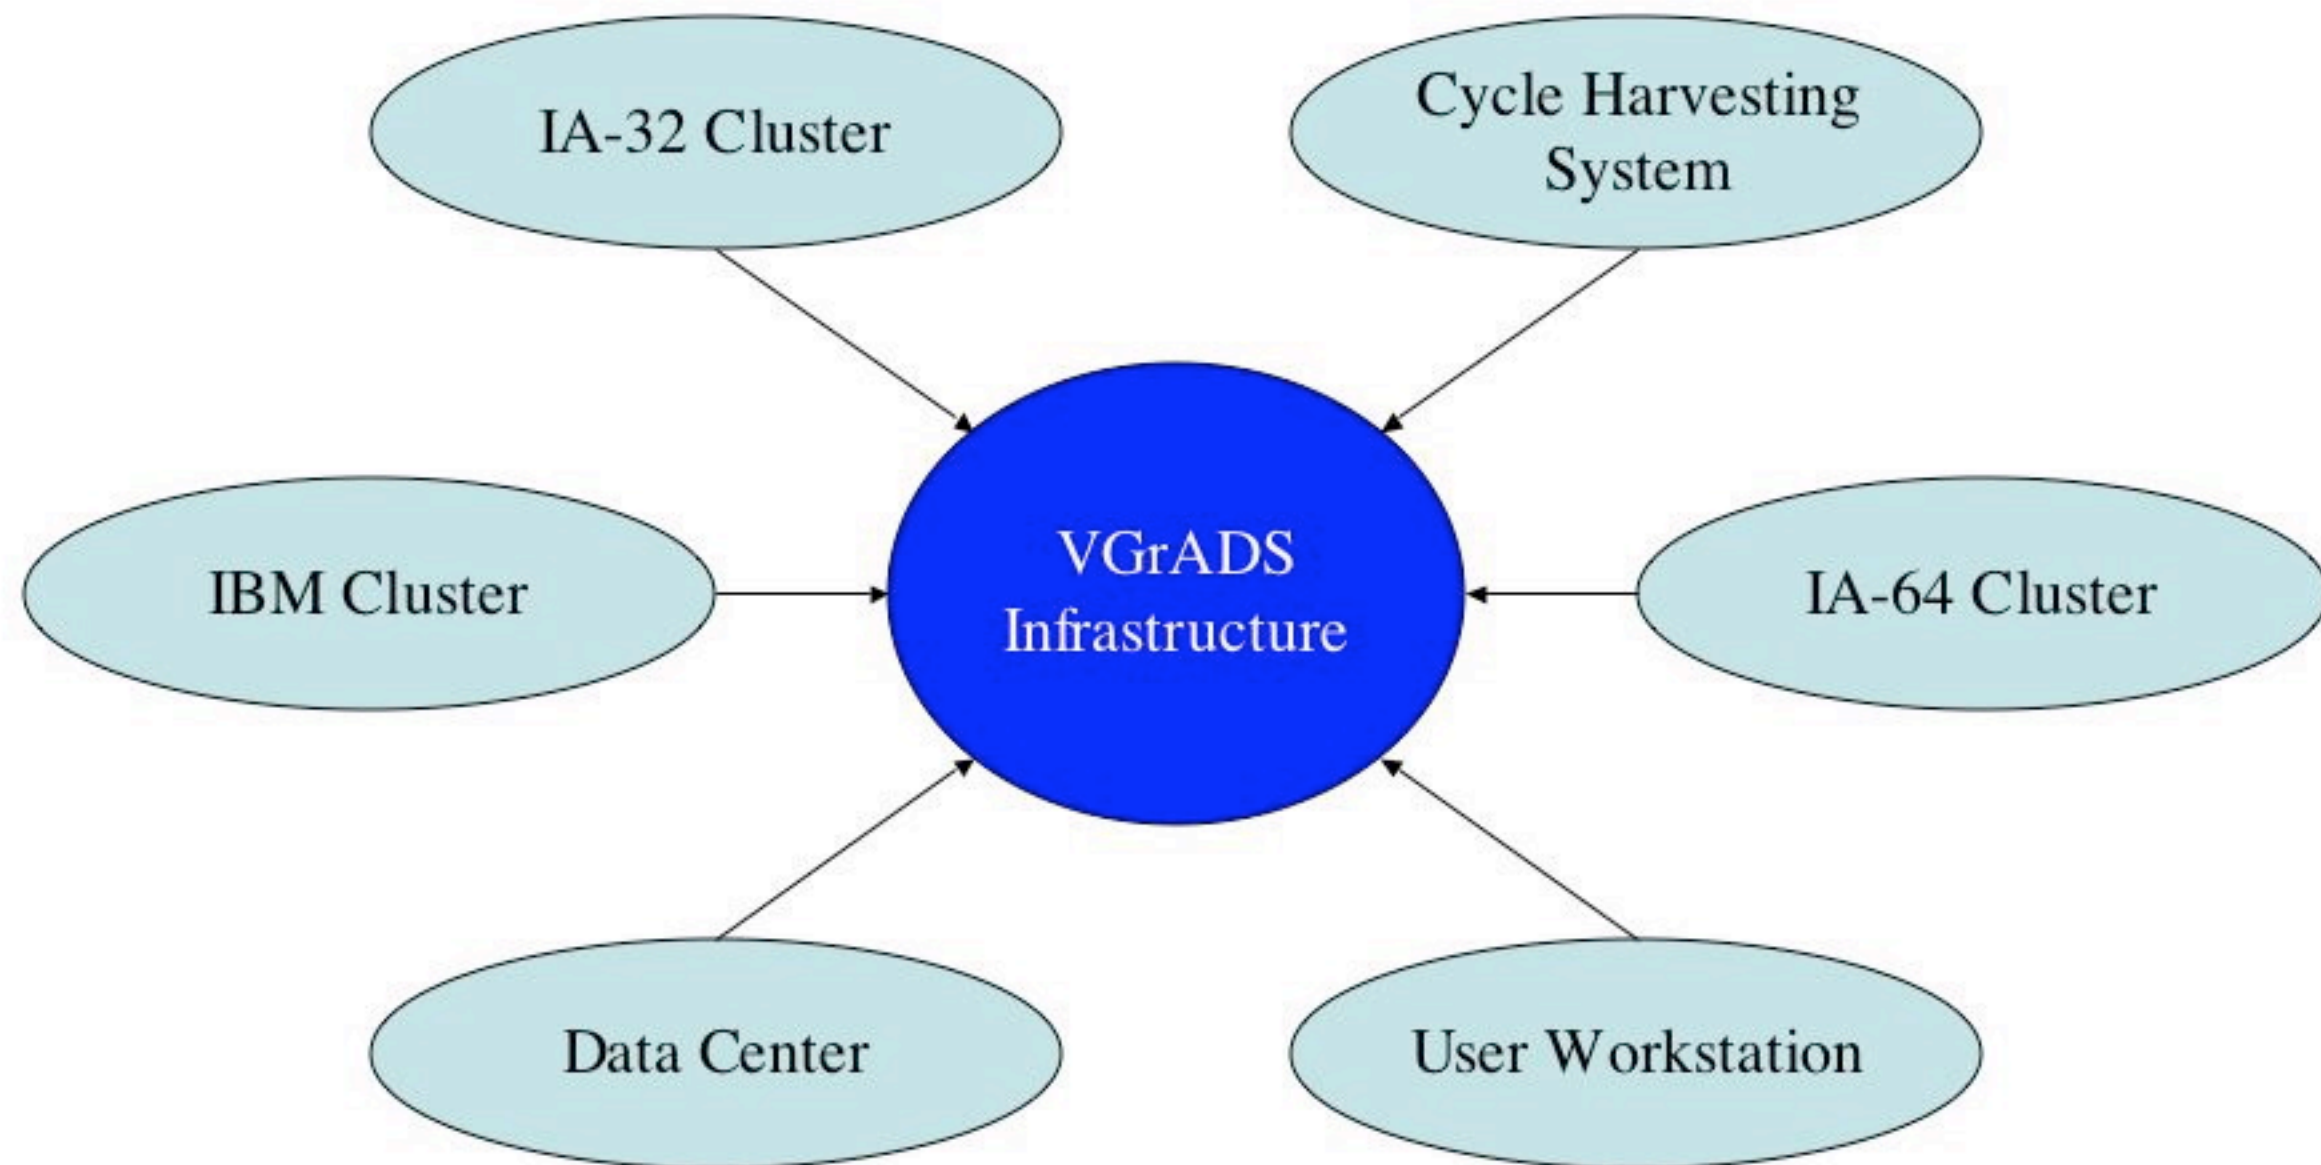 IA-32 Cluster
Cycle Harvesting
System
IBM Cluster
VGrADS
Infrastructure
IA-64 Cluster
Data Center
User Workstation